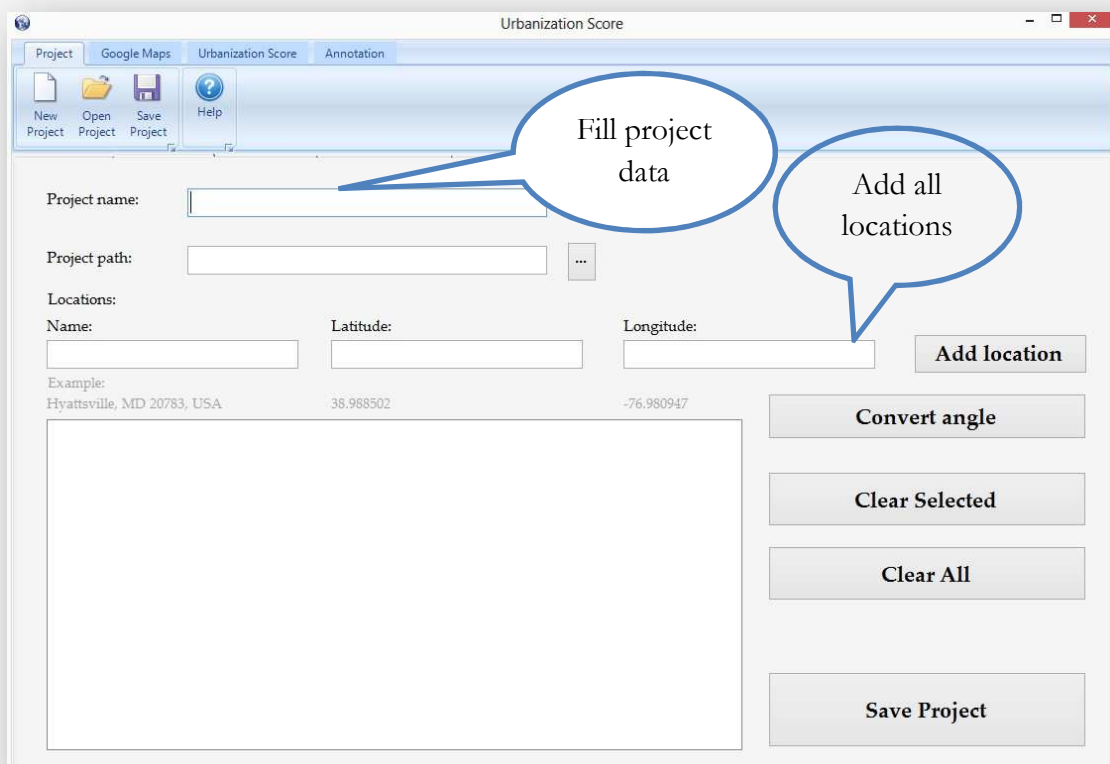 Urbanization Score
Project Google Maps Urbanization Score Annotation
New Project Open Project Save Project Help
Fill project
data
Add all
locations
Project name:
Project path:
...
Locations:
Name: Latitude: Longitude:
Add location
Example:
Hyattsville, MD 20783, USA 38.988502 -76.980947
Convert angle
Clear Selected
Clear All
Save Project